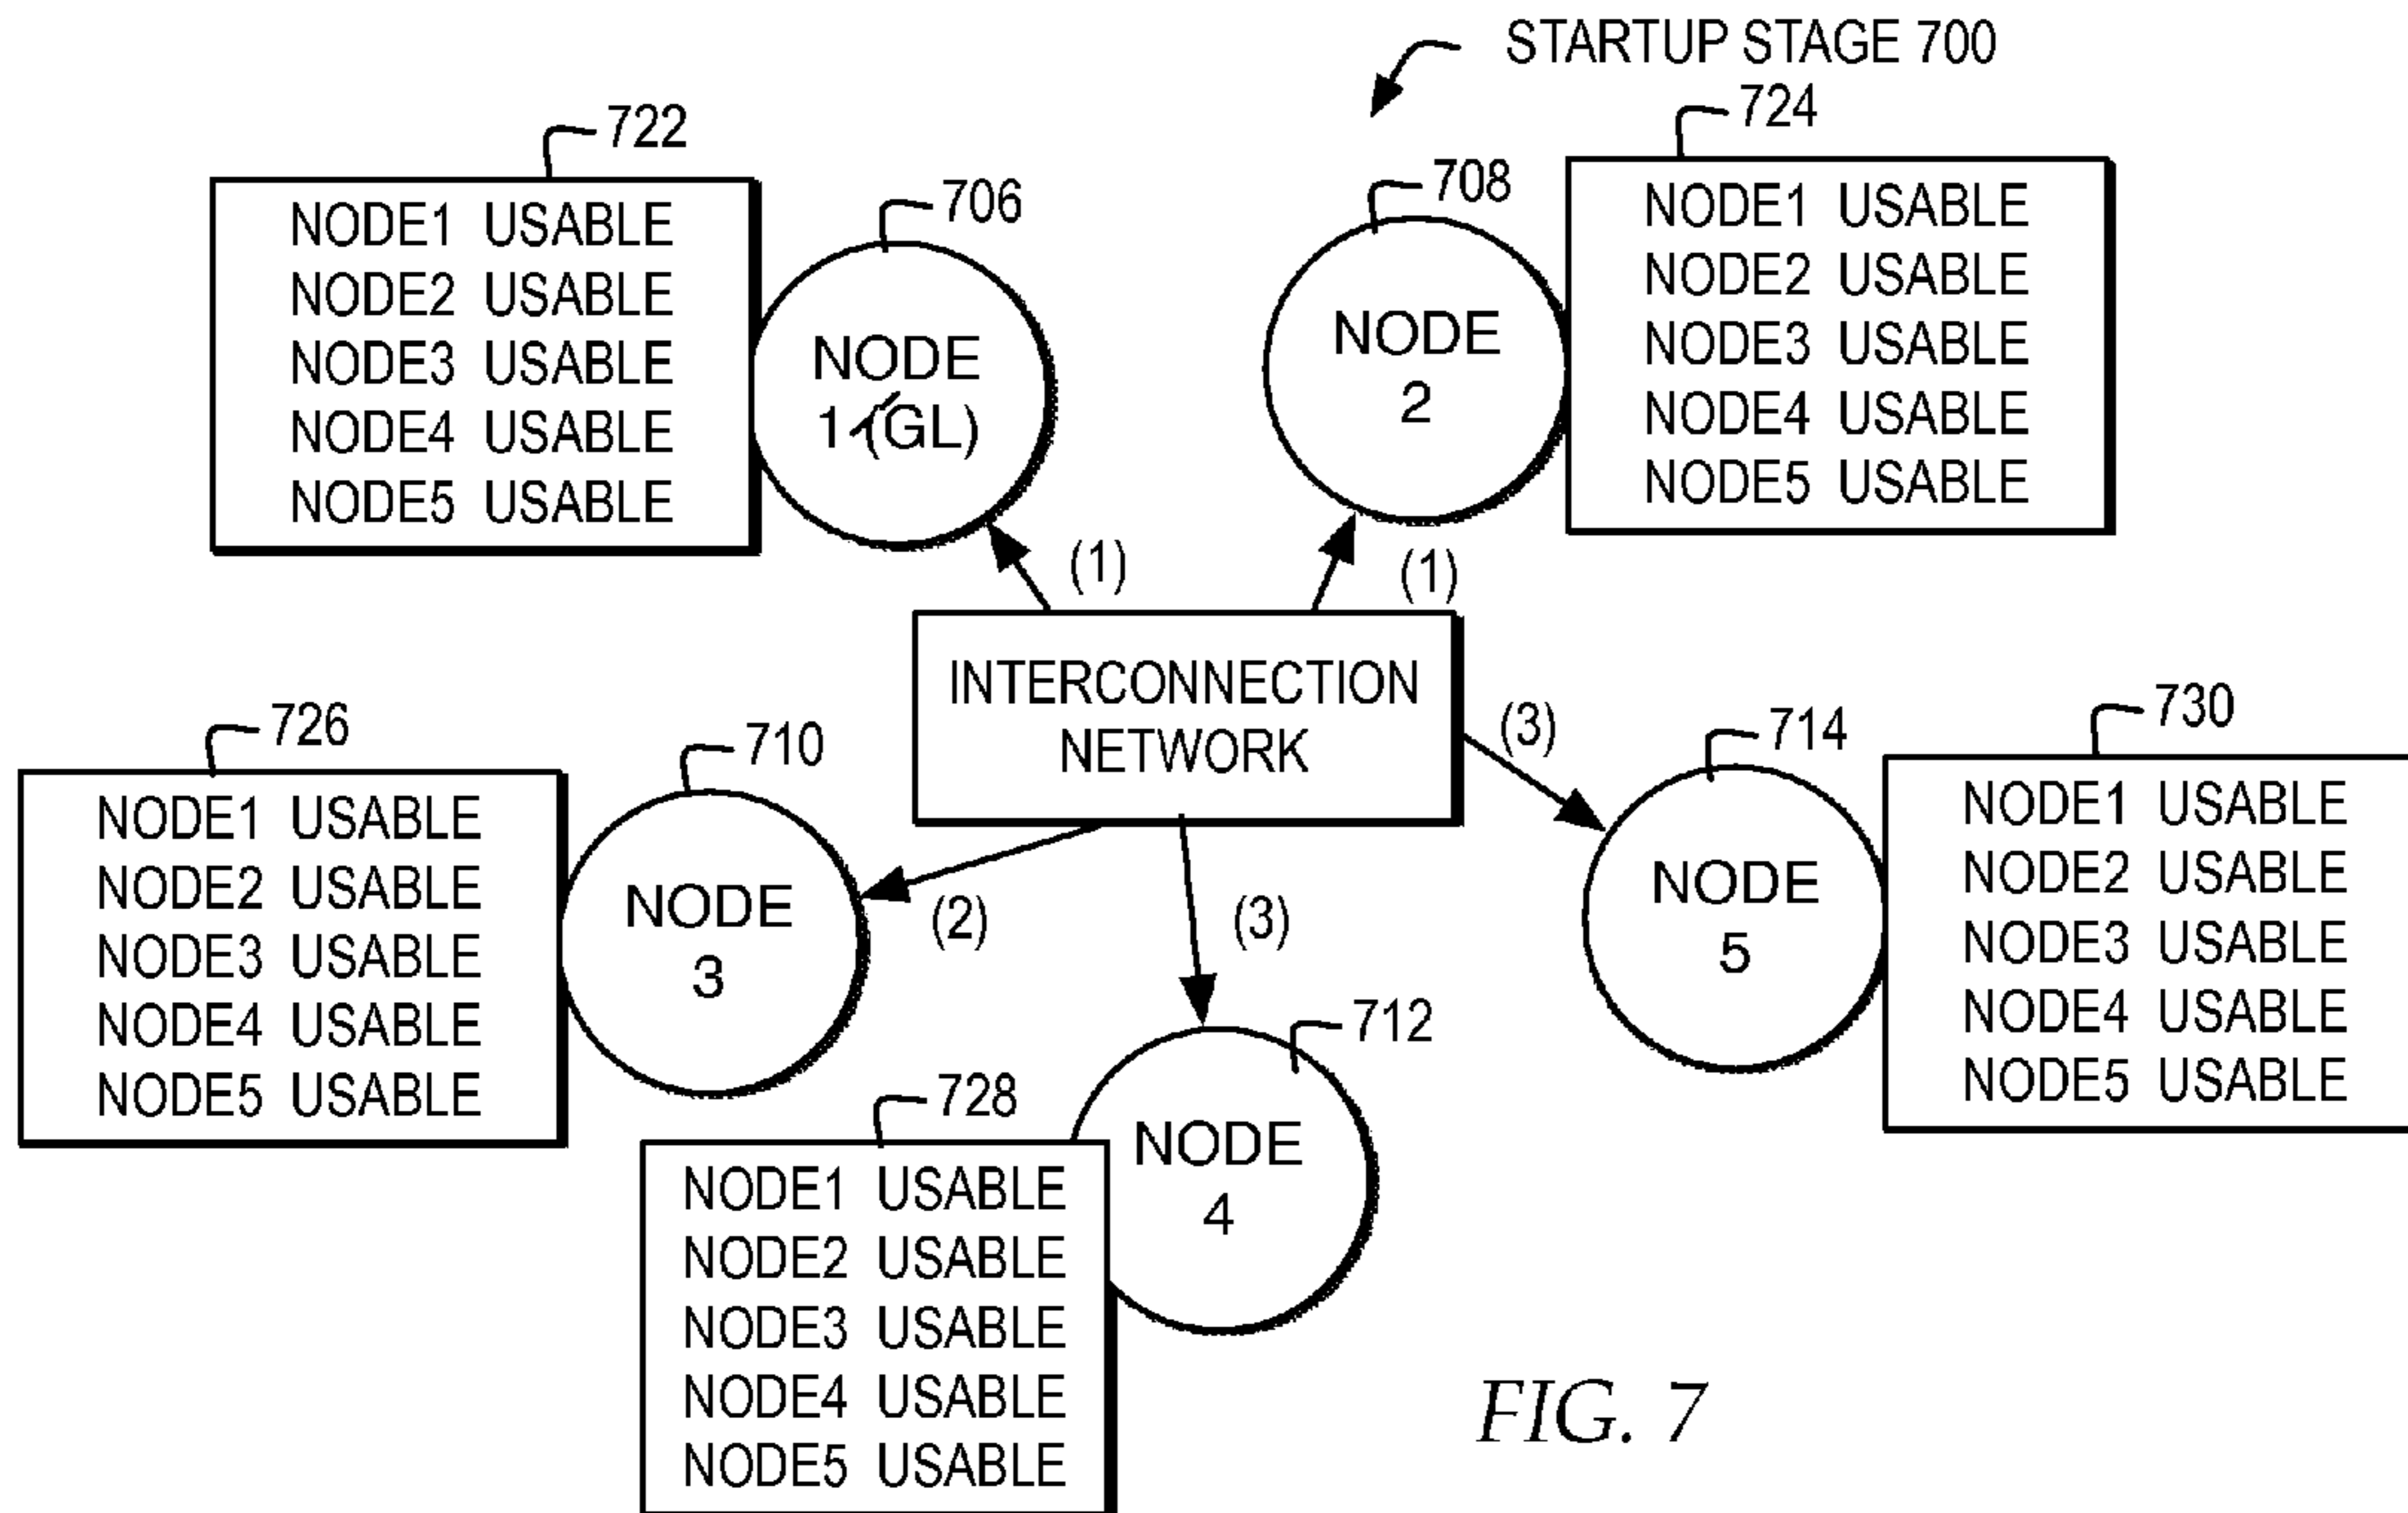 STARTUP STAGE 700
722
NODE1 USABLE
NODE2 USABLE
NODE3 USABLE
NODE4 USABLE
NODE5 USABLE
706
NODE
1 (GL)
708
NODE
2
724
NODE1 USABLE
NODE2 USABLE
NODE3 USABLE
NODE4 USABLE
NODE5 USABLE
(1)
(1)
INTERCONNECTION
NETWORK
(3)
(2)
(3)
726
NODE1 USABLE
NODE2 USABLE
NODE3 USABLE
NODE4 USABLE
NODE5 USABLE
710
NODE
3
714
NODE
5
730
NODE1 USABLE
NODE2 USABLE
NODE3 USABLE
NODE4 USABLE
NODE5 USABLE
712
NODE
4
728
NODE1 USABLE
NODE2 USABLE
NODE3 USABLE
NODE4 USABLE
NODE5 USABLE
FIG. 7